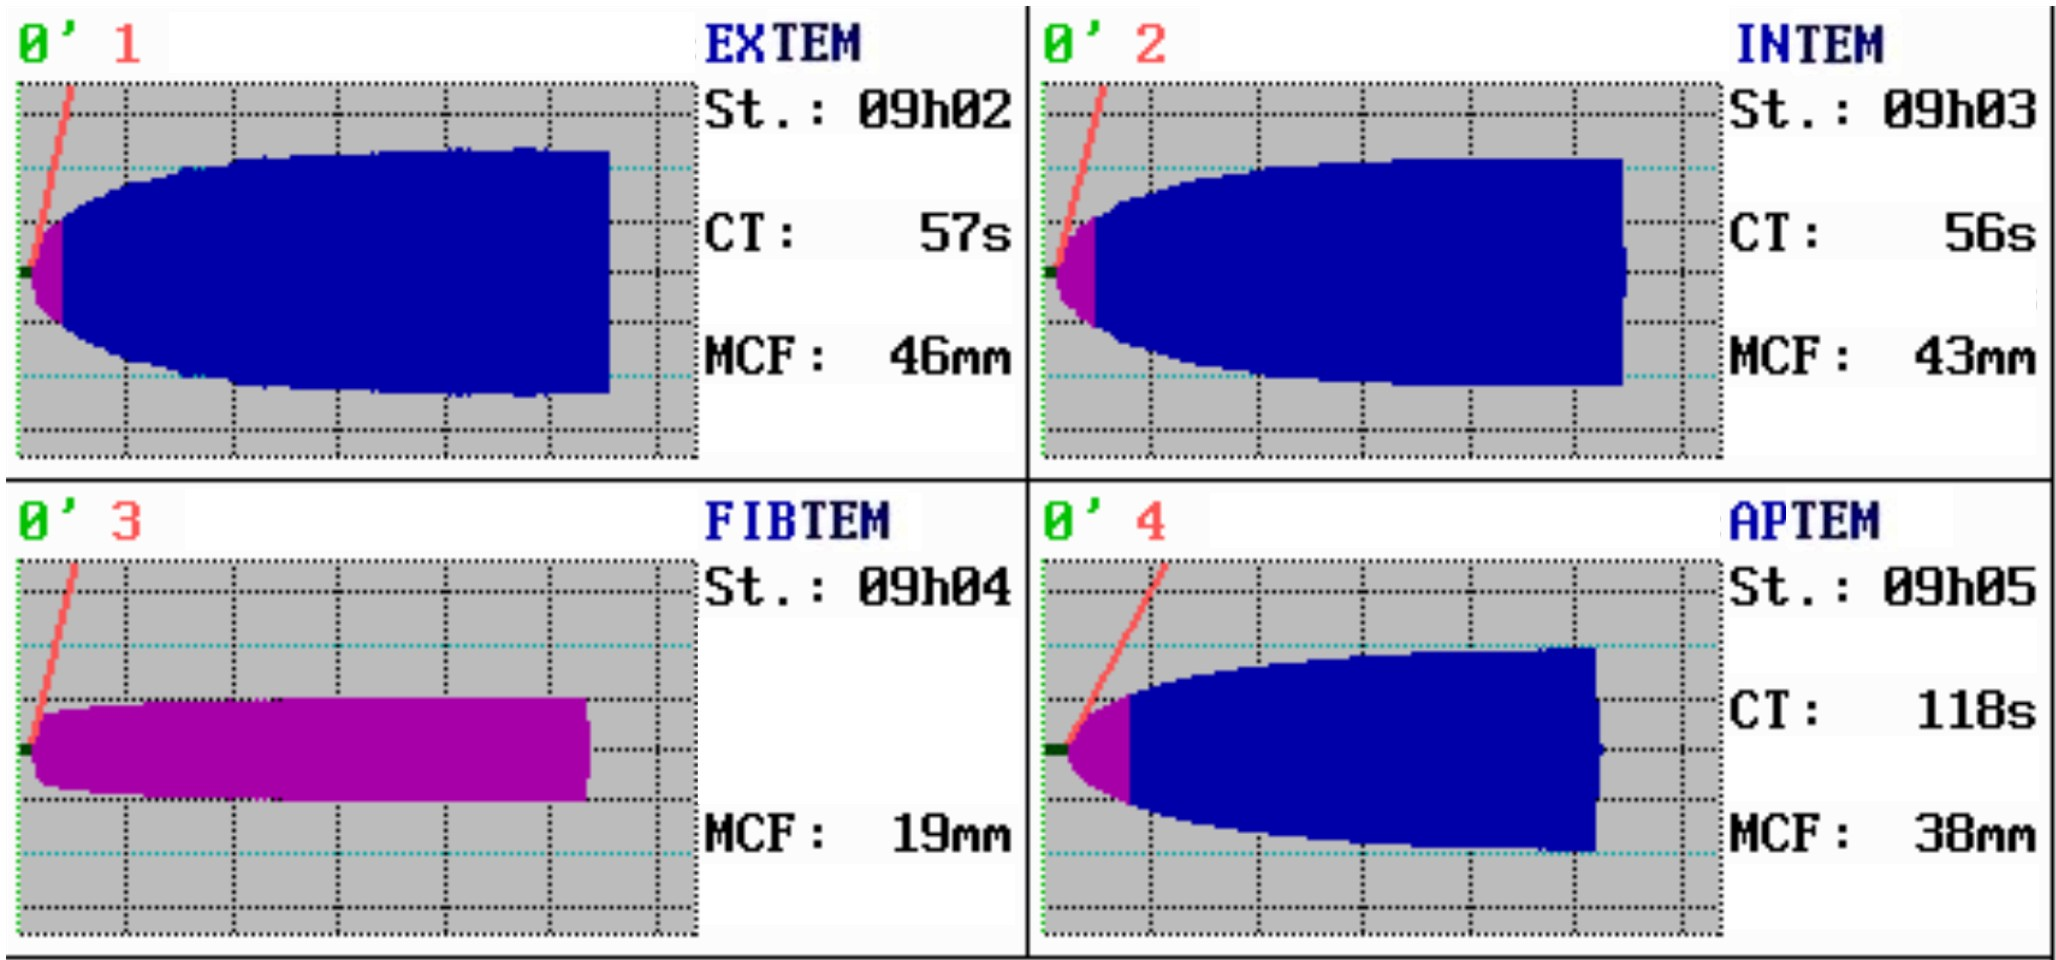 0' 1 EXTEM
St.: 09h02
CT: 57s
MCF: 46mm
0' 2 INTEM
St.: 09h03
CT: 56s
MCF: 43mm
0' 3 FIBTEM
St.: 09h04
MCF: 19mm
0' 4 APTEM
St.: 09h05
CT: 118s
MCF: 38mm